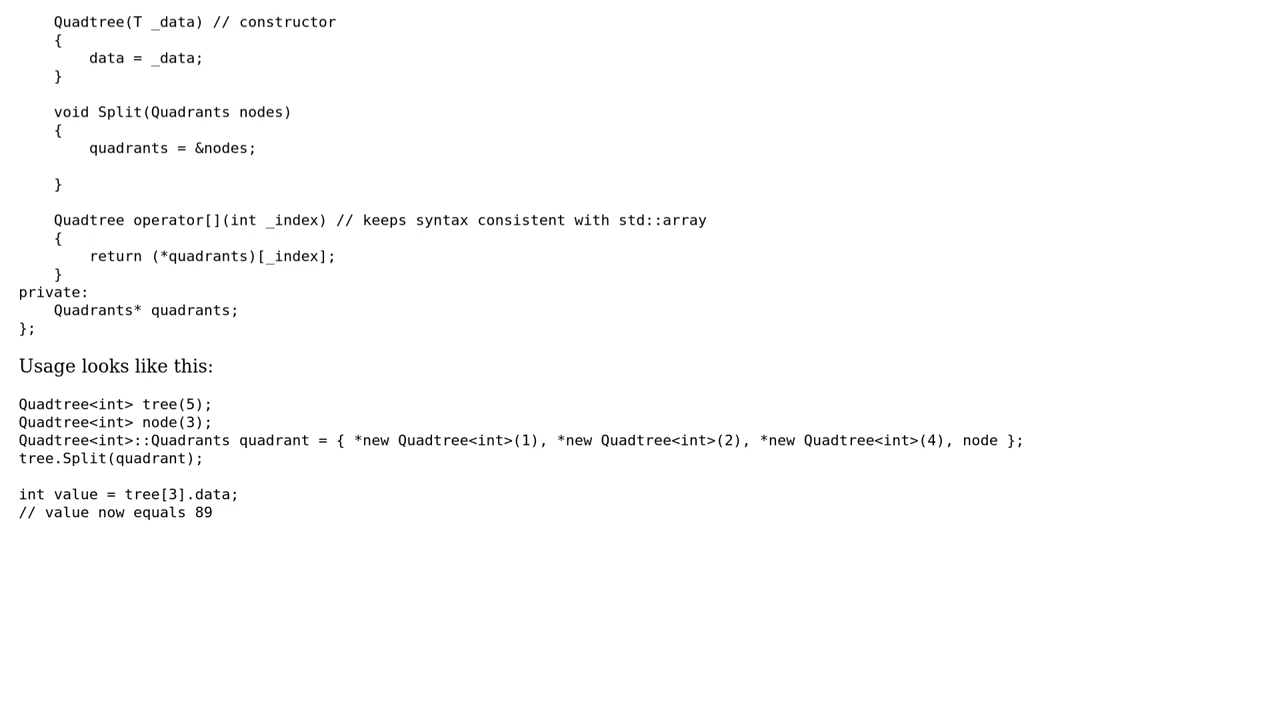 Quadtree(T _data) // constructor
{
data = _data;
}
void Split(Quadrants nodes)
{
quadrants = &nodes;
}
Quadtree operator[](int _index) // keeps syntax consistent with std::array
{
return (*quadrants)[_index];
}
private:
Quadrants* quadrants;
};
Usage looks like this:
Quadtree<int> tree(5);
Quadtree<int> node(3);
Quadtree<int>::Quadrants quadrant = { *new Quadtree<int>(1), *new Quadtree<int>(2), *new Quadtree<int>(4), node };
tree.Split(quadrant);
int value = tree[3].data;
// value now equals 89